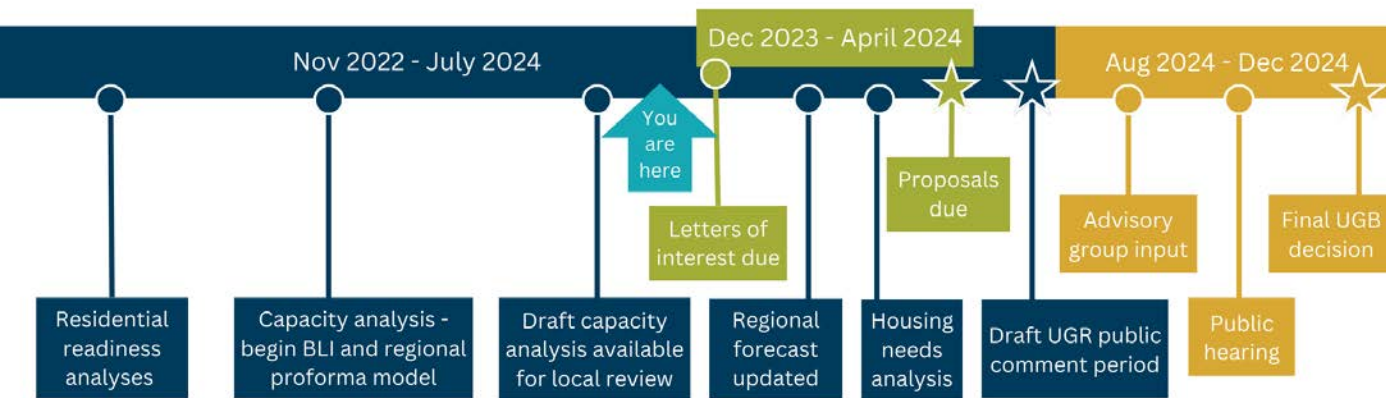 Nov 2022 - July 2024
Dec 2023 - April 2024
Aug 2024 - Dec 2024
You
are
here
Letters of
interest due
Proposals
due
Advisory
group input
Final UGB
decision
Residential
readiness
analyses
Capacity analysis -
begin BLI and regional
proforma model
Draft capacity
analysis available
for local review
Regional
forecast
updated
Housing
needs
analysis
Draft UGR public
comment period
Public
hearing